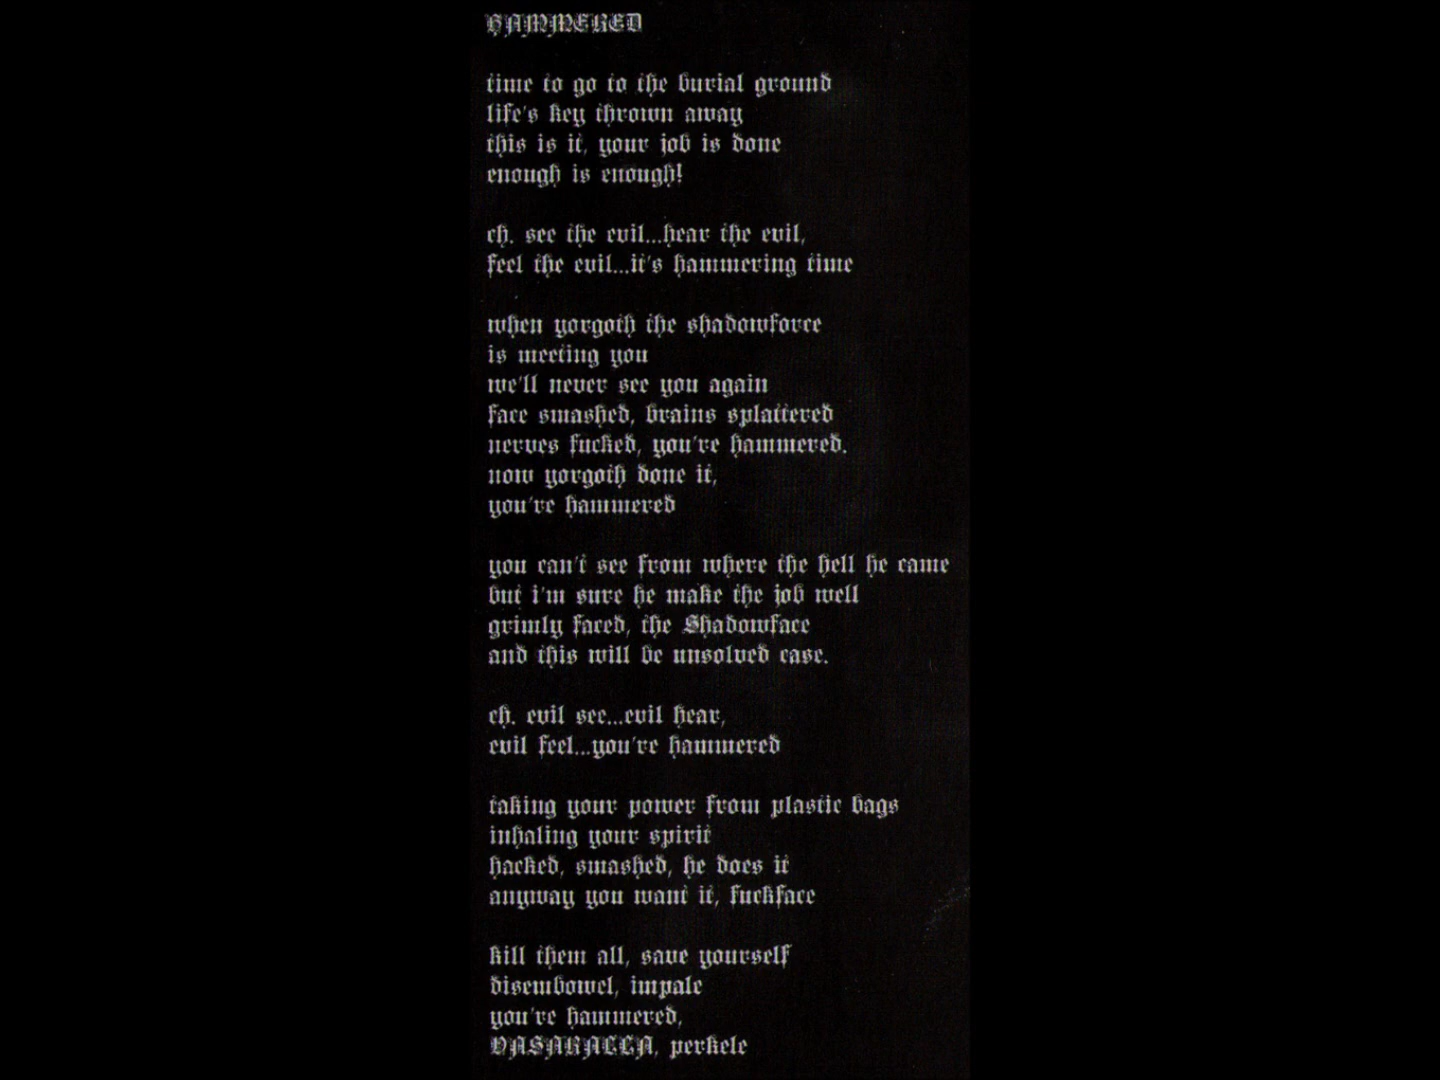 HAMMERED
time to go to the burial ground
life's key thrown away
this is it, your job is done
enough is enough!
ch. see the evil...hear the evil,
feel the evil...it's hammering time
when yorgoth the shadowforce
is meeting you
we'll never see you again
face smashed, brains splattered
nerves fucked, you're hammered.
now yorgoth done it,
you're hammered
you can't see from where the hell he came
but i'm sure he make the job well
grimly faced, the Shadowface
and this will be unsolved case.
ch. evil see...evil hear,
evil feel...you're hammered
taking your power from plastic bags
inhaling your spirit
hacked, smashed, he does it
anyway you want it, fuckface
kill them all, save yourself
disembowel, impale
you're hammered,
VASARALLA, perkele